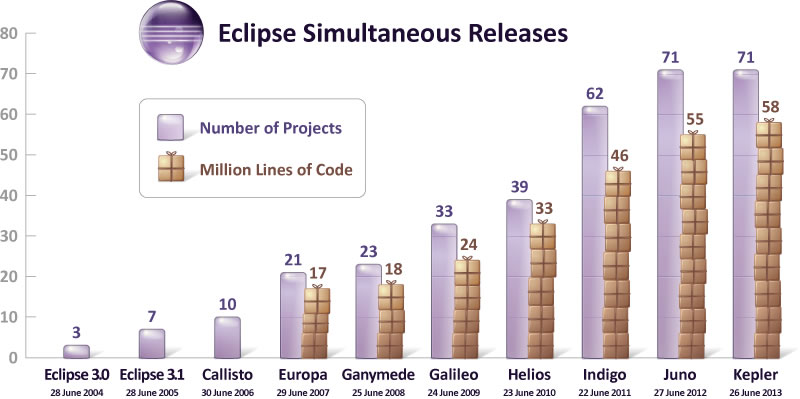 Eclipse Simultaneous Releases
80
70
60
50
40
30
20
10
0
Number of Projects
Million Lines of Code
3
7
10
21
17
23
18
33
24
39
33
62
46
71
55
71
58
Eclipse 3.0
28 June 2004
Eclipse 3.1
28 June 2005
Callisto
30 June 2006
Europa
29 June 2007
Ganymede
25 June 2008
Galileo
24 June 2009
Helios
23 June 2010
Indigo
22 June 2011
Juno
27 June 2012
Kepler
26 June 2013